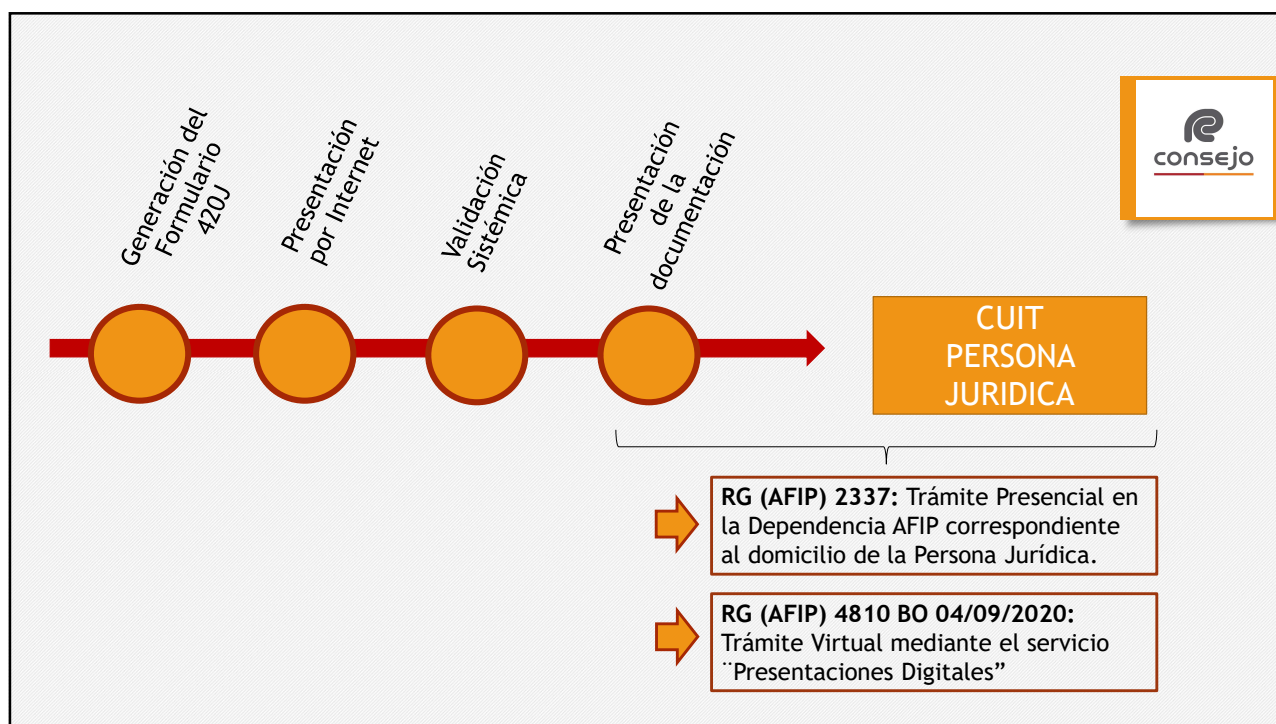 Generación del
Formulario
420J
Presentación
por Internet
Validación
Sistémica
Presentación
de la
documentación
consejo
CUIT
PERSONA
JURIDICA
RG (AFIP) 2337: Trámite Presencial en
la Dependencia AFIP correspondiente
al domicilio de la Persona Jurídica.
RG (AFIP) 4810 BO 04/09/2020:
Trámite Virtual mediante el servicio
¨Presentaciones Digitales”